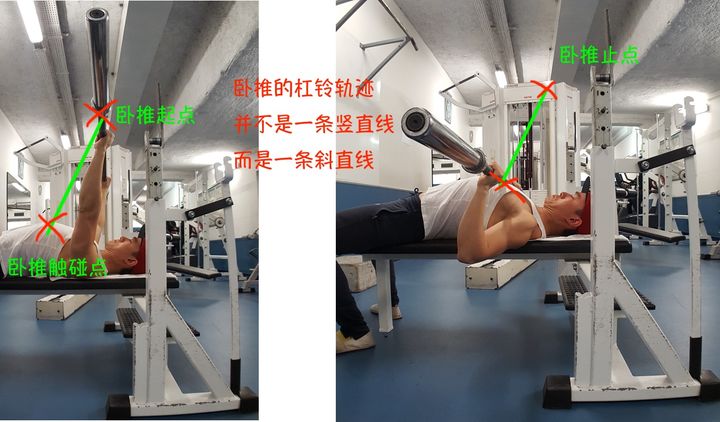 卧推起点
卧推触碰点
卧推的杠铃轨迹
并不是一条竖直线
而是一条斜直线
卧推止点